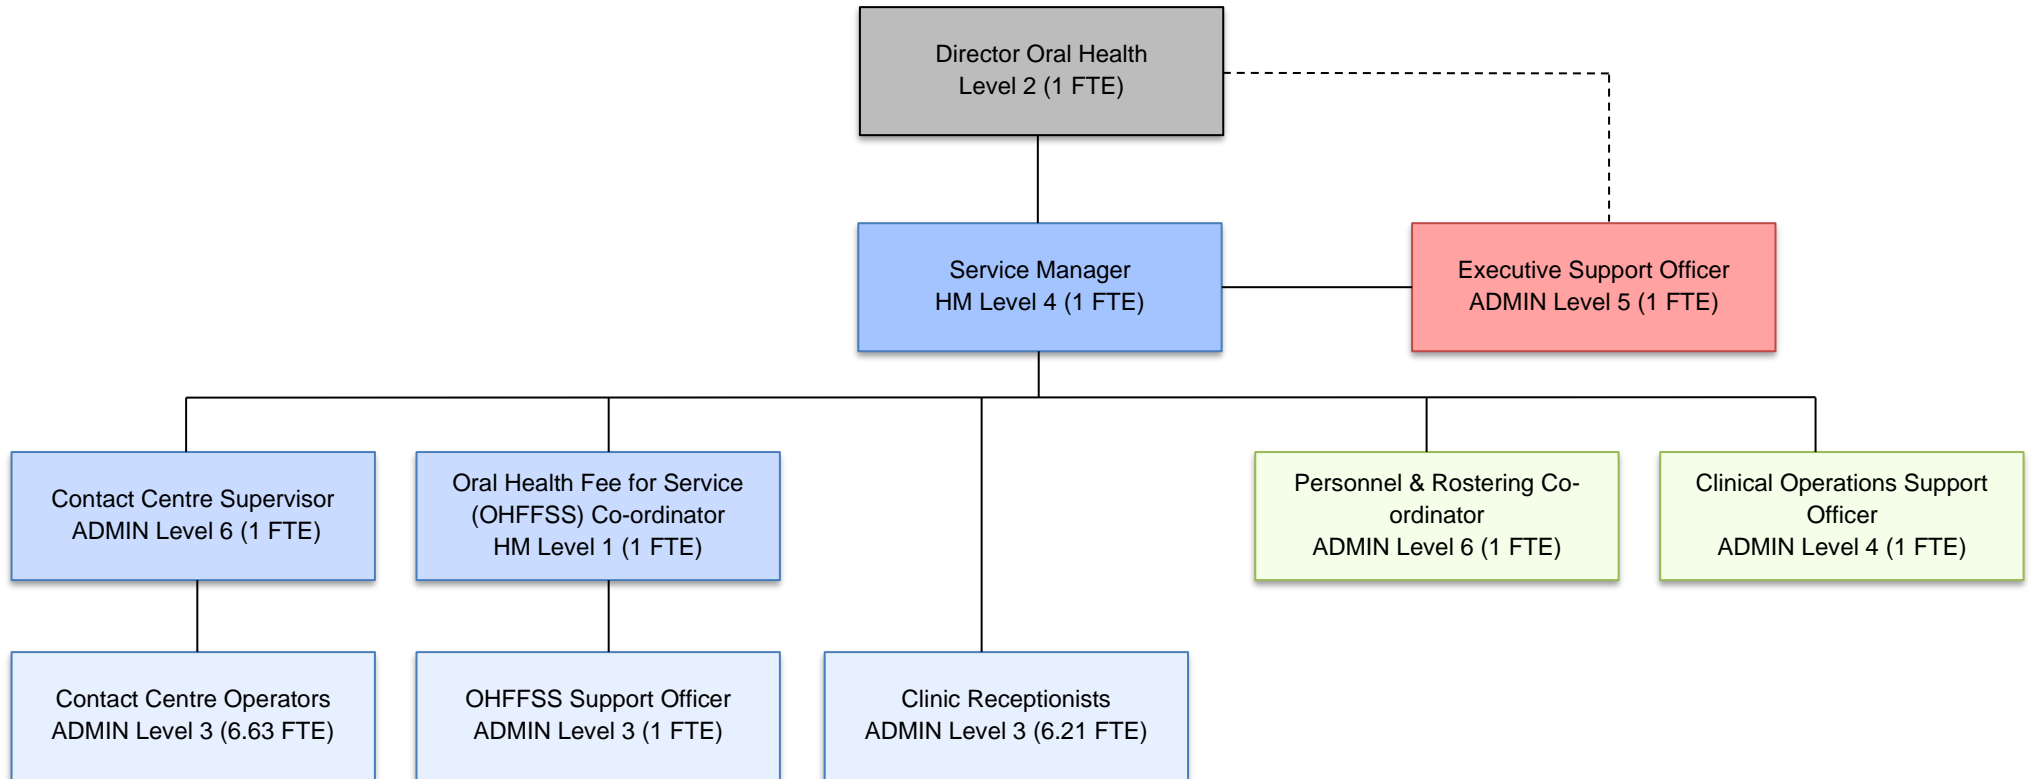 Director Oral Health
Level 2 (1 FTE)
Service Manager
HM Level 4 (1 FTE)
Executive Support Officer
ADMIN Level 5 (1 FTE)
Contact Centre Supervisor
ADMIN Level 6 (1 FTE)
Oral Health Fee for Service
(OHFFSS) Co-ordinator
HM Level 1 (1 FTE)
Personnel & Rostering Co-
ordinator
ADMIN Level 6 (1 FTE)
Clinical Operations Support
Officer
ADMIN Level 4 (1 FTE)
Contact Centre Operators
ADMIN Level 3 (6.63 FTE)
OHFFSS Support Officer
ADMIN Level 3 (1 FTE)
Clinic Receptionists
ADMIN Level 3 (6.21 FTE)